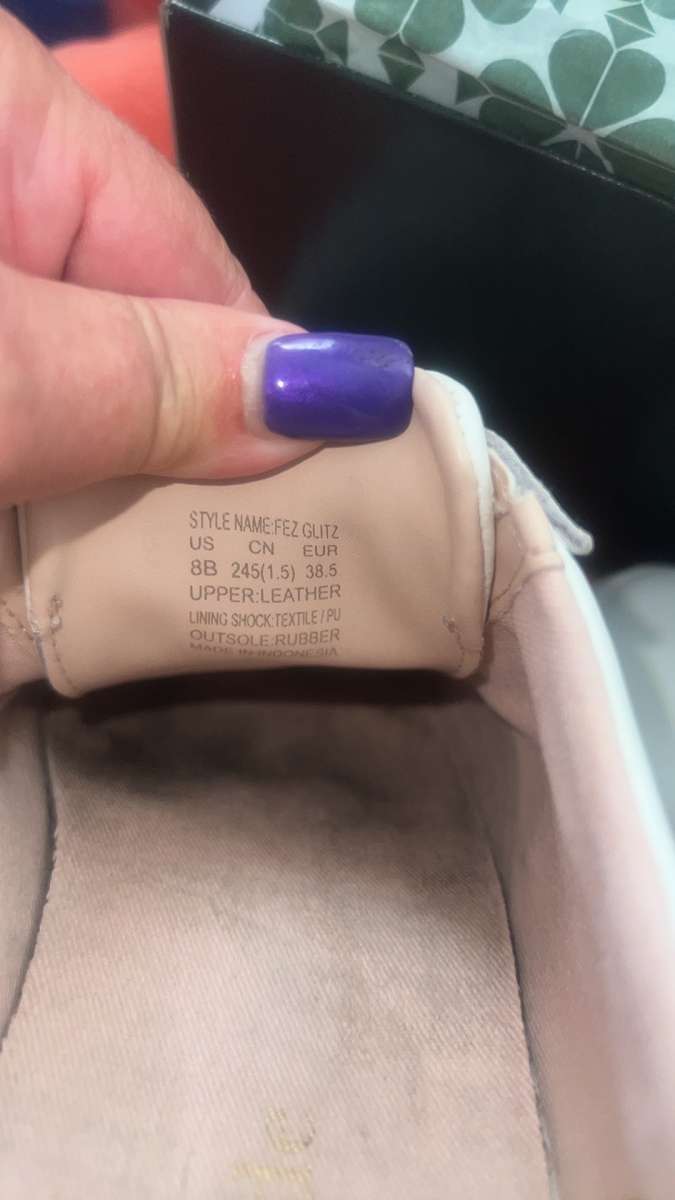 STYLE NAME:FEZ GLITZ
US CN EUR
8B 245(1.5) 38.5
UPPER:LEATHER
LINING SHOCK:TEXTILE / PU
OUTSOLE:RUBBER
MADE IN INDONESIA